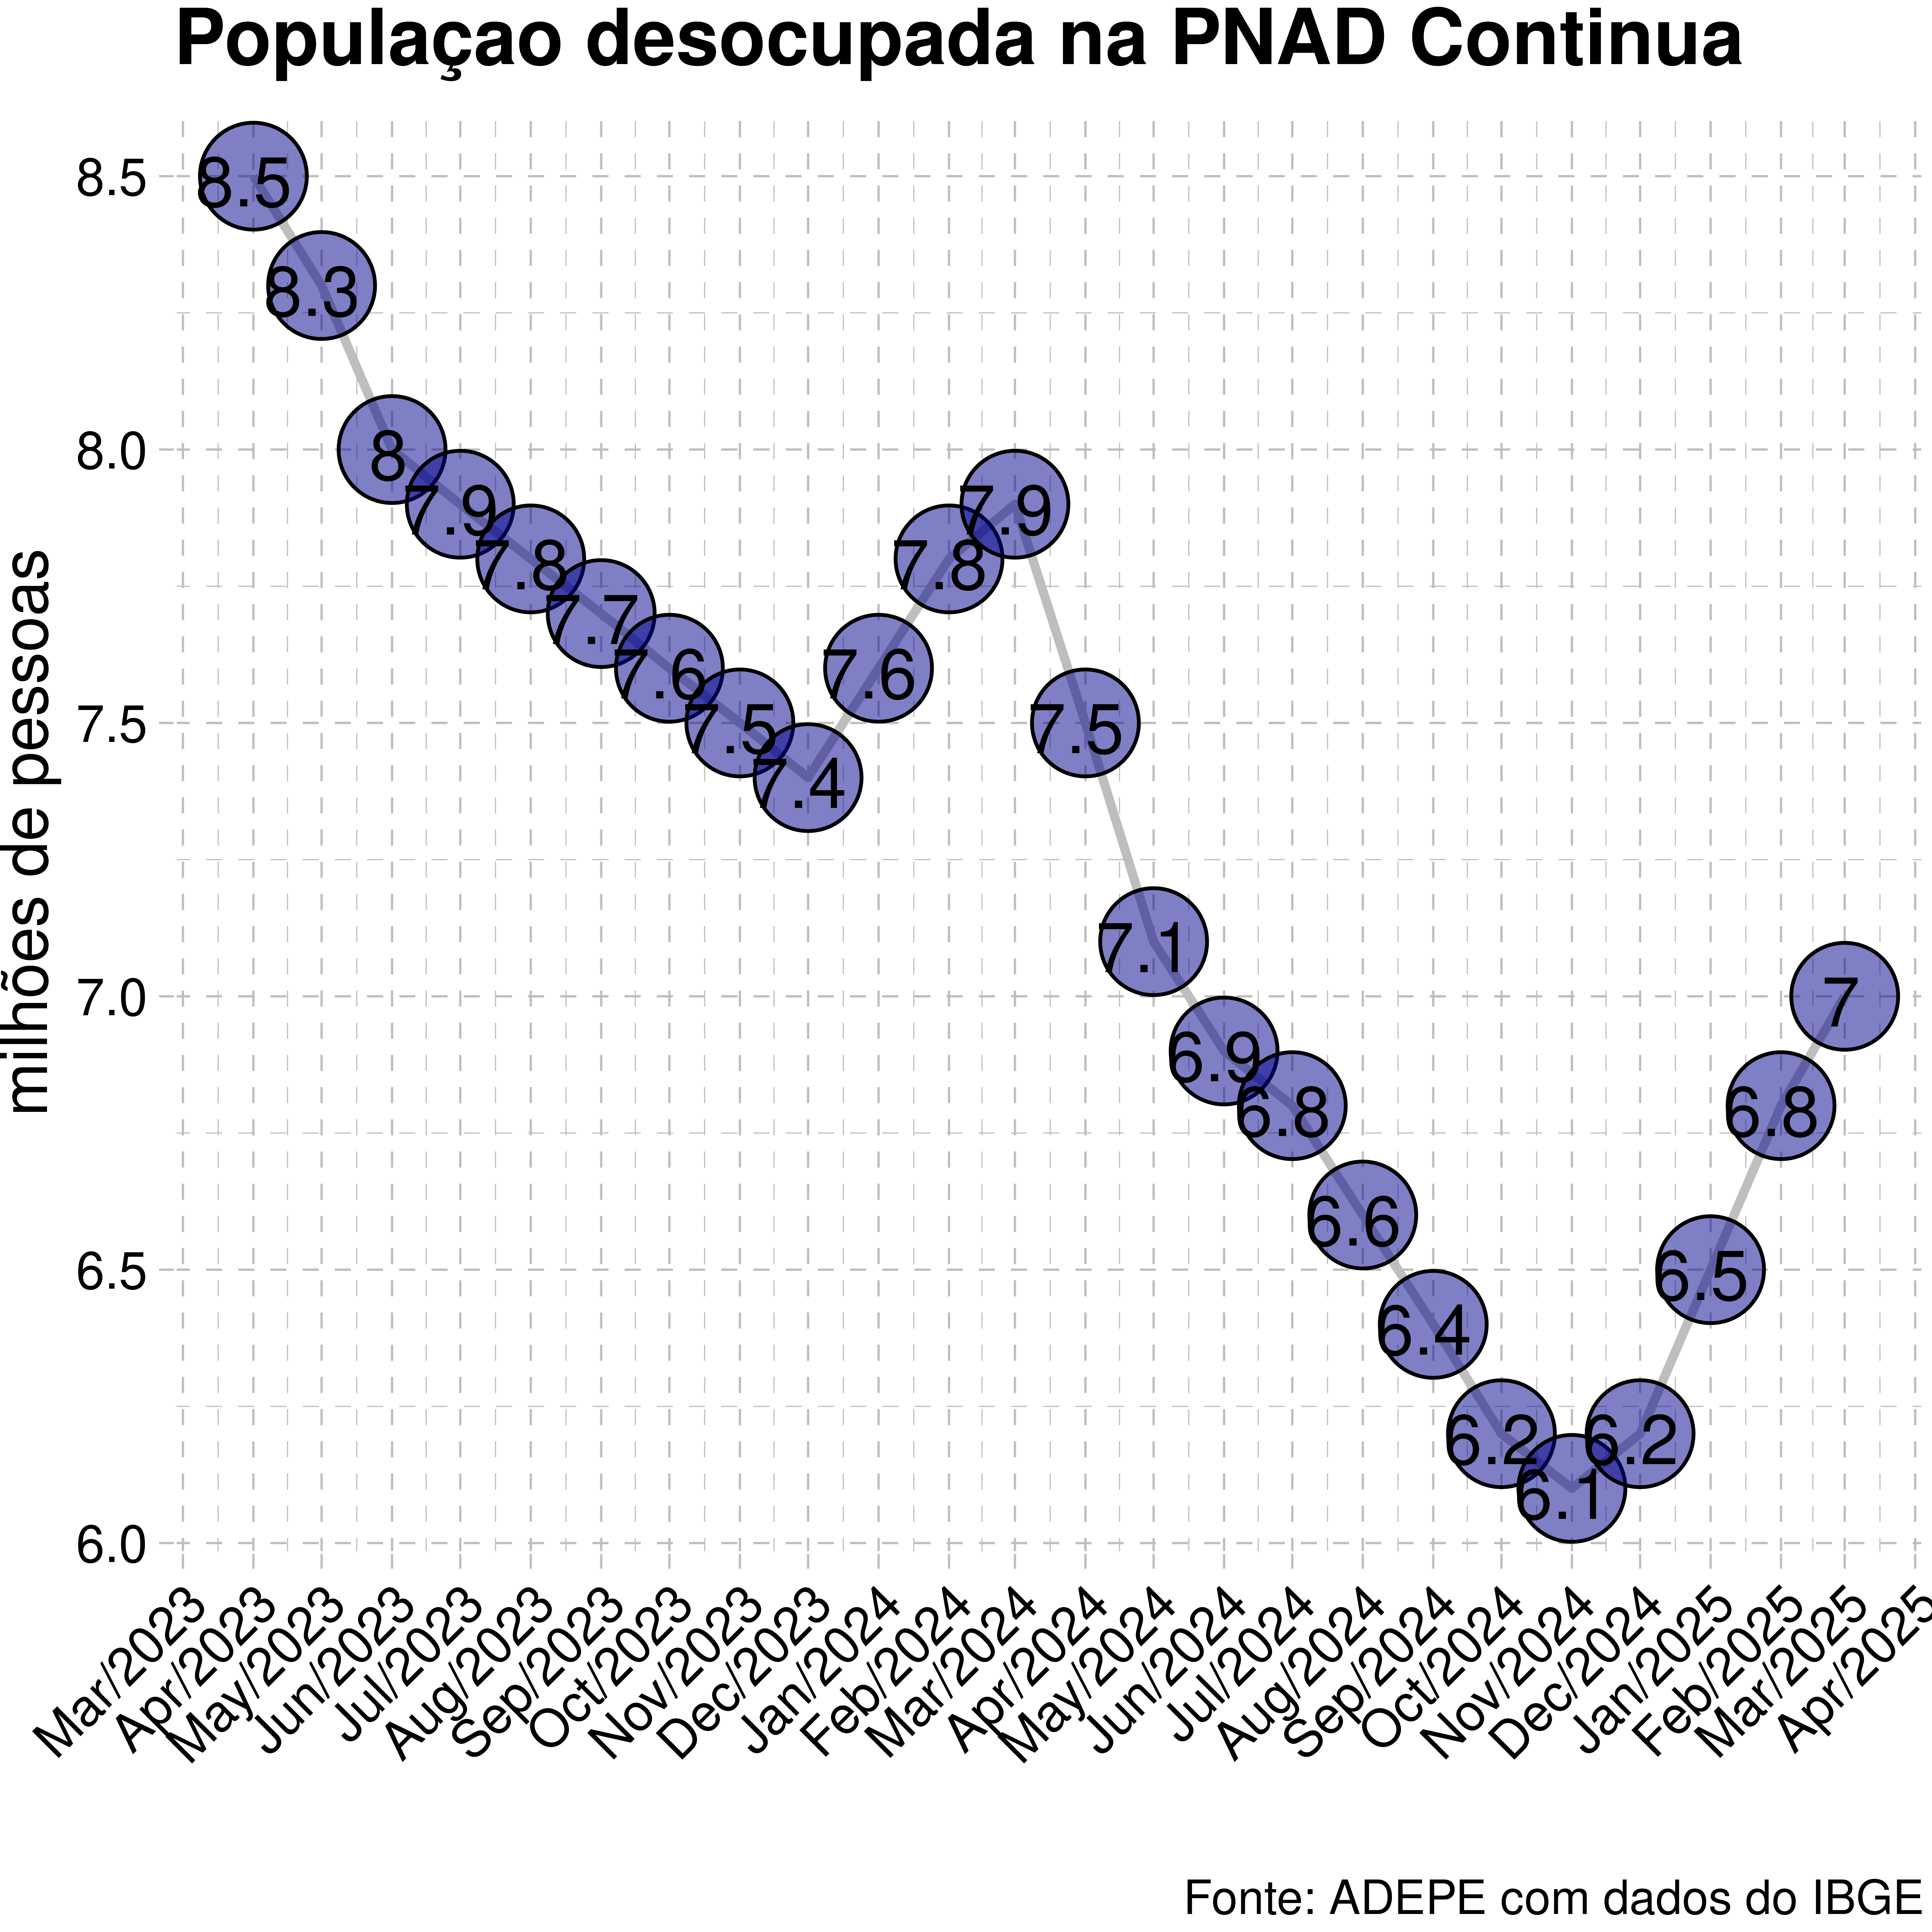 Populaçao desocupada na PNAD Continua
milhões de pessoas
8.5
8.0
7.5
7.0
6.5
6.0
8.5
8.3
8
7.9
7.8
7.7
7.6
7.5
7.4
7.6
7.8
7.9
7.5
7.1
6.9
6.8
6.6
6.4
6.2
6.1
6.2
6.5
6.8
7
Mar/2023
Apr/2023
May/2023
Jun/2023
Jul/2023
Aug/2023
Sep/2023
Oct/2023
Nov/2023
Dec/2023
Jan/2024
Feb/2024
Mar/2024
Apr/2024
May/2024
Jun/2024
Jul/2024
Aug/2024
Sep/2024
Oct/2024
Nov/2024
Dec/2024
Jan/2025
Feb/2025
Mar/2025
Apr/2025
Fonte: ADEPE com dados do IBGE